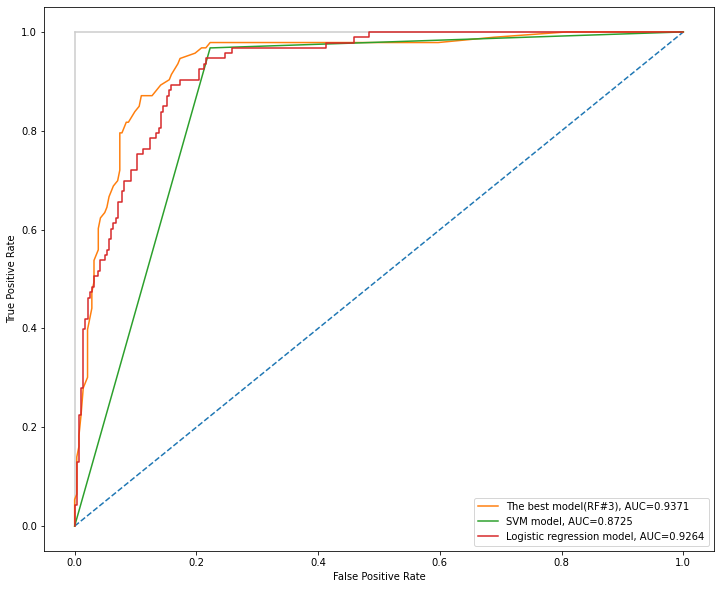 1.0
0.8
0.6
0.4
0.2
0.0
True Positive Rate
The best model(RF#3), AUC=0.9371
SVM model, AUC=0.8725
Logistic regression model, AUC=0.9264
0.0 0.2 0.4 0.6 0.8 1.0
False Positive Rate